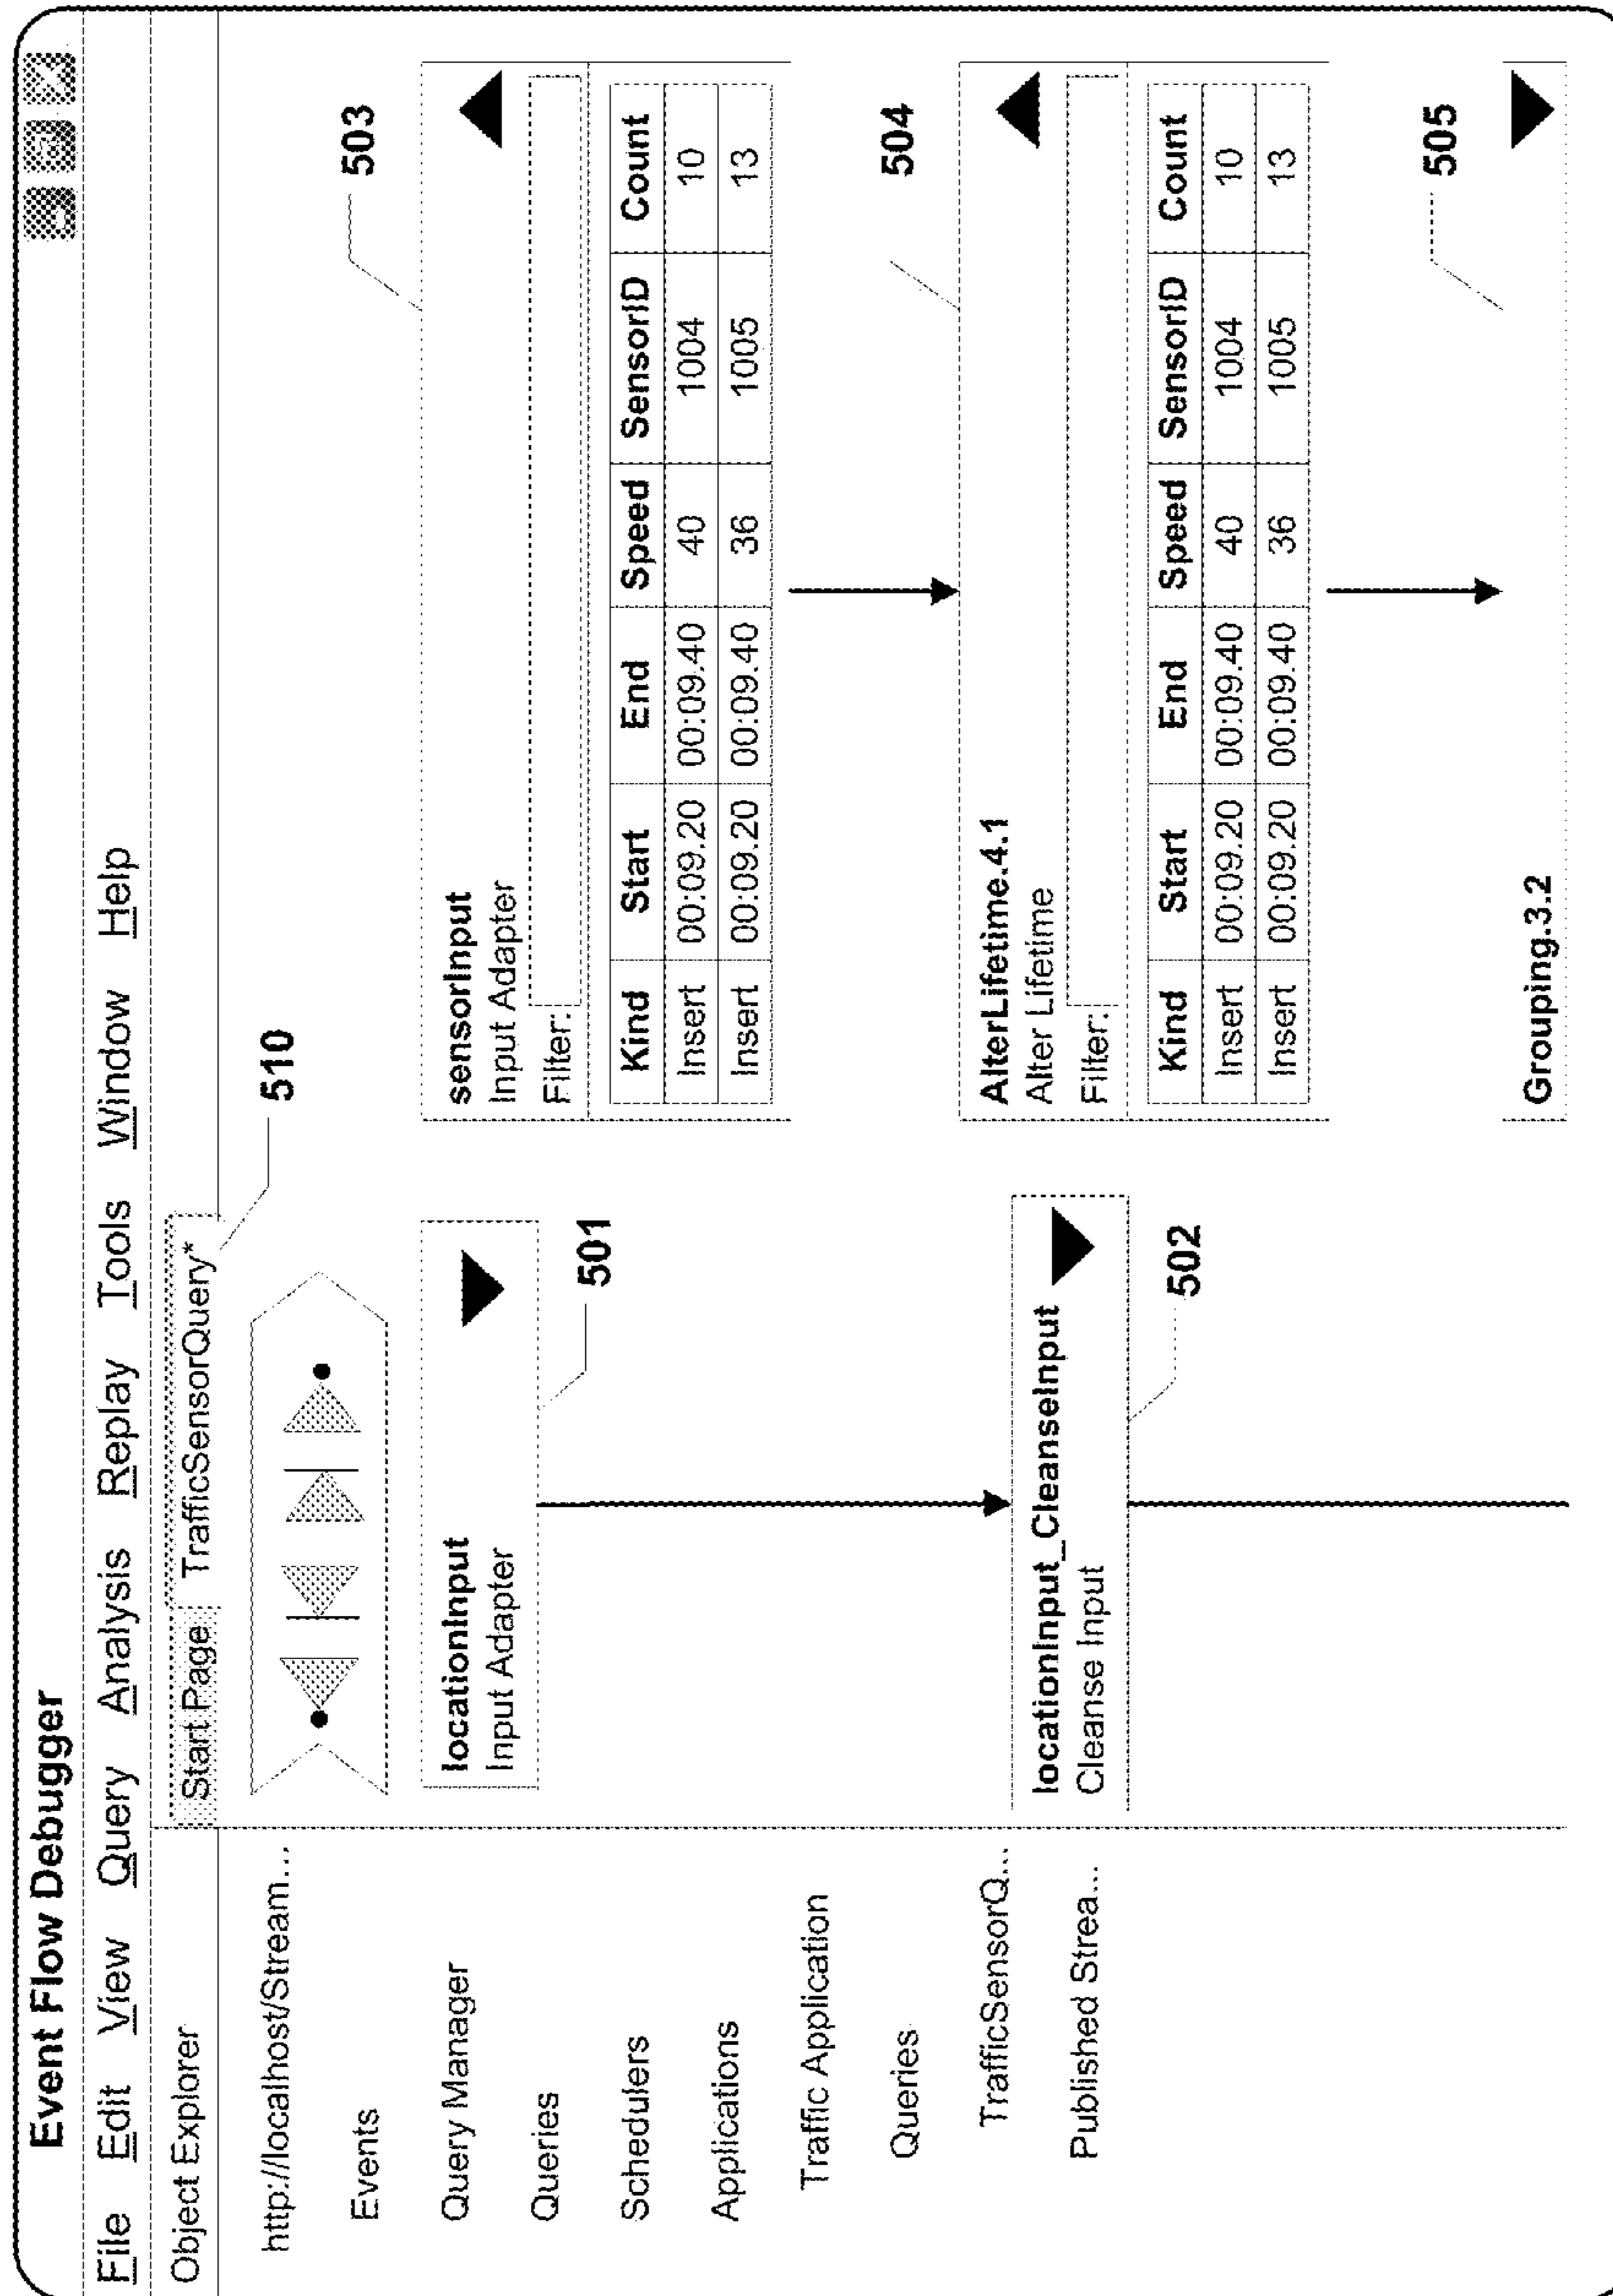 Event Flow Debugger
File Edit View Query Analysis Replay Tools Window Help
Object Explorer
Start Page
TrafficSensorQuery*
510
http://localhost/Stream...
Events
Query Manager
Queries
Schedulers
Applications
Traffic Application
Queries
TrafficSensorQ...
Published Strea...
locationInput
Input Adapter
501
locationInput_CleanseInput
Cleanse Input
502
503
sensorInput
Input Adapter
Filter:
Kind Start End Speed SensorID Count
Insert 00:09.20 00:09.40 40 1004 10
Insert 00:09.20 00:09.40 36 1005 13
504
AlterLifetime.4.1
Alter Lifetime
Filter:
Kind Start End Speed SensorID Count
Insert 00:09.20 00:09.40 40 1004 10
Insert 00:09.20 00:09.40 36 1005 13
505
Grouping.3.2